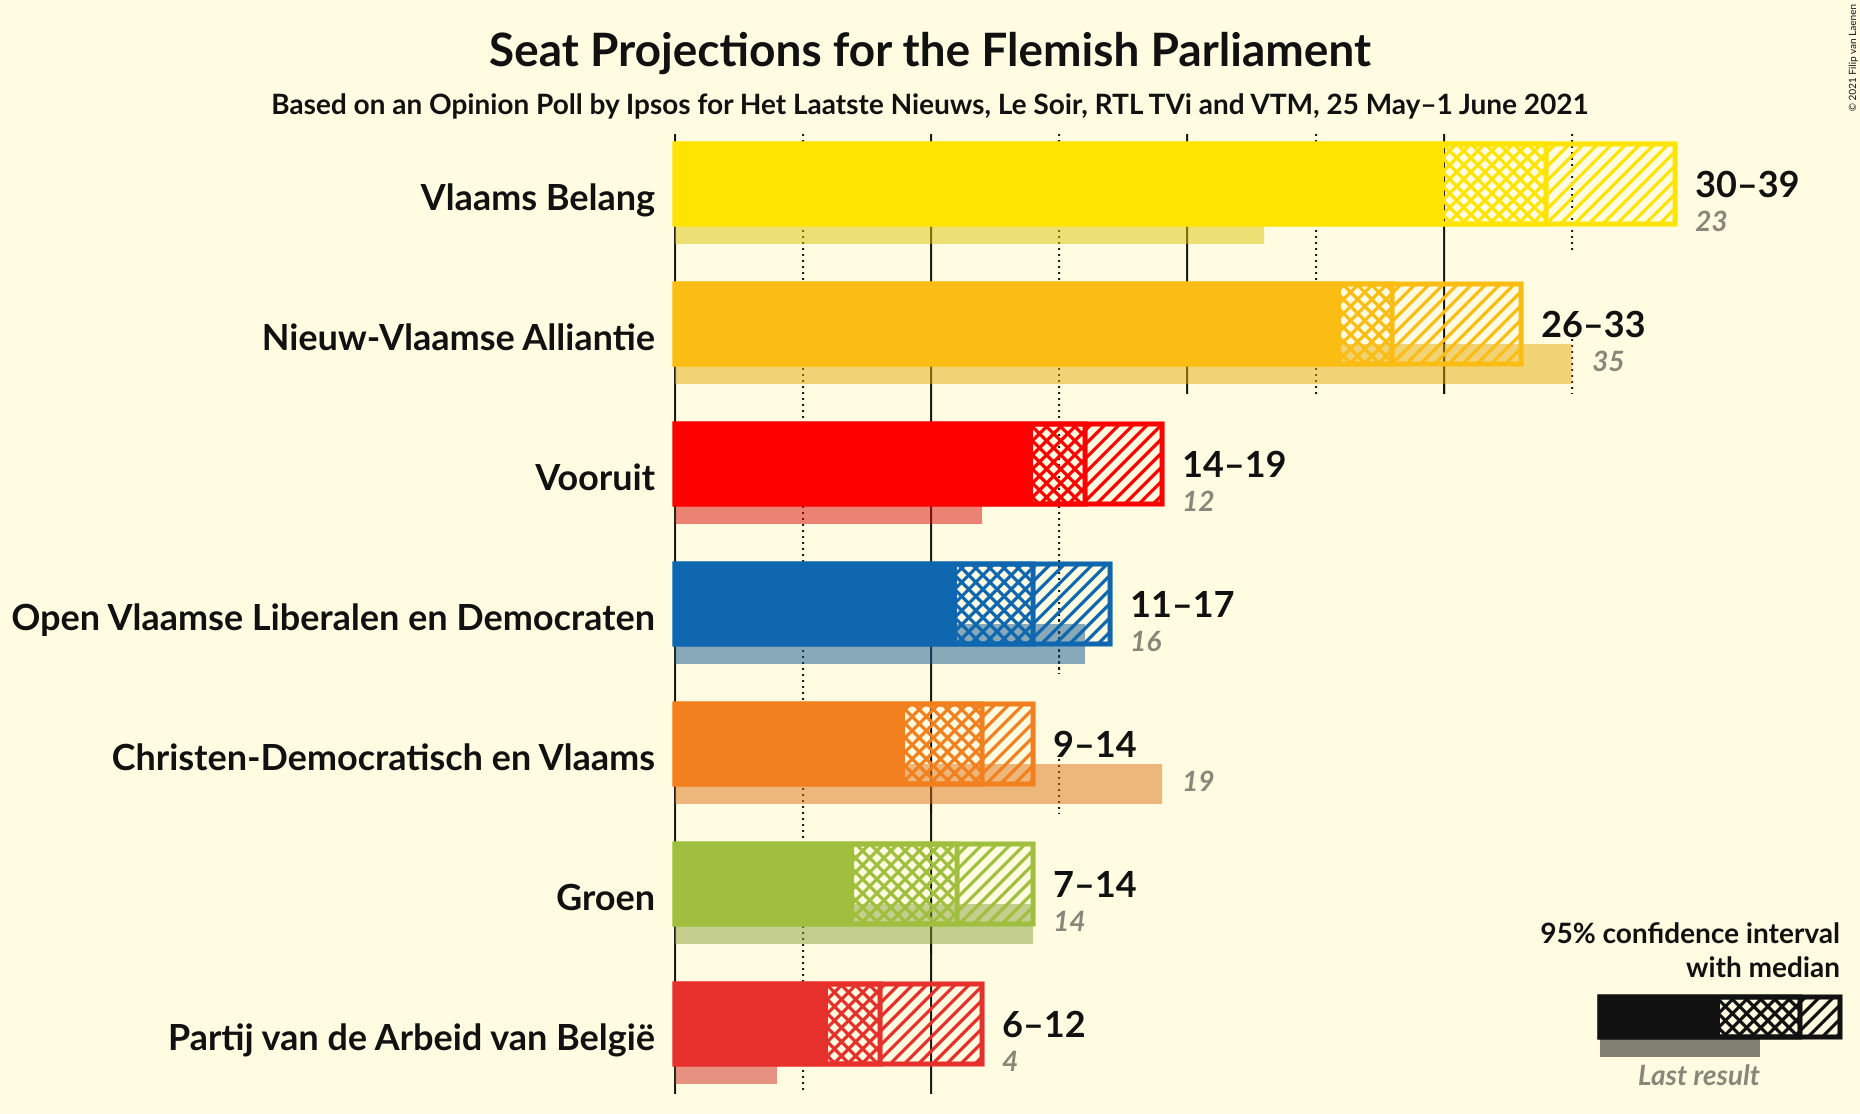 Seat Projections for the Flemish Parliament
Based on an Opinion Poll by Ipsos for Het Laatste Nieuws, Le Soir, RTL TVi and VTM, 25 May–1 June 2021
© 2021 Filip van Laenen
Vlaams Belang
30–39
23
Nieuw-Vlaamse Alliantie
26–33
35
Vooruit
14–19
12
Open Vlaamse Liberalen en Democraten
11–17
16
Christen-Democratisch en Vlaams
9–14
19
Groen
7–14
14
Partij van de Arbeid van België
6–12
4
95% confidence interval
with median
Last result